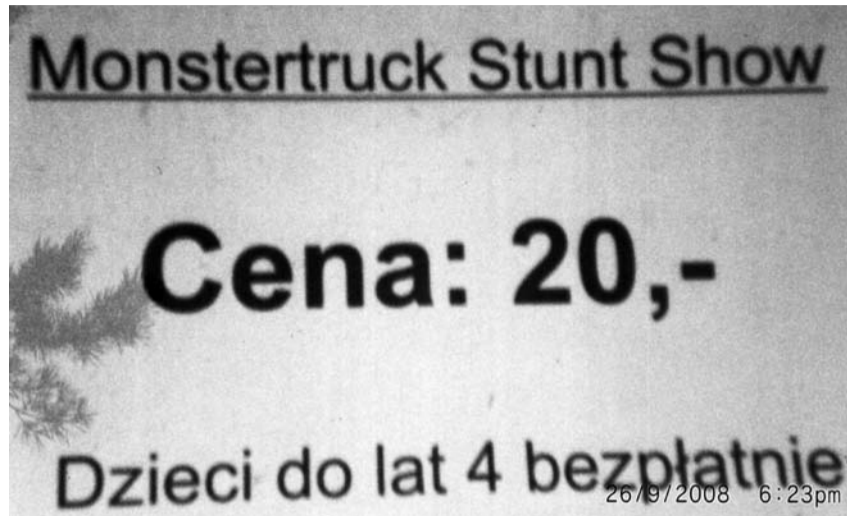 Monstertruck Stunt Show
Cena: 20,-
Dzieci do lat 4 bezpłatnie
26/9/2008 6:23pm